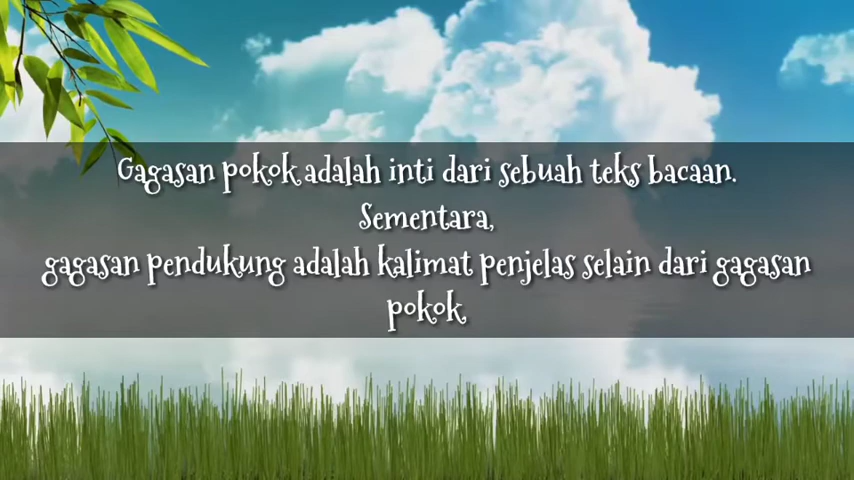 Gagasan pokok adalah inti dari sebuah teks bacaan.
Sementara,
gagasan pendukung adalah kalimat penjelas selain dari gagasan
pokok